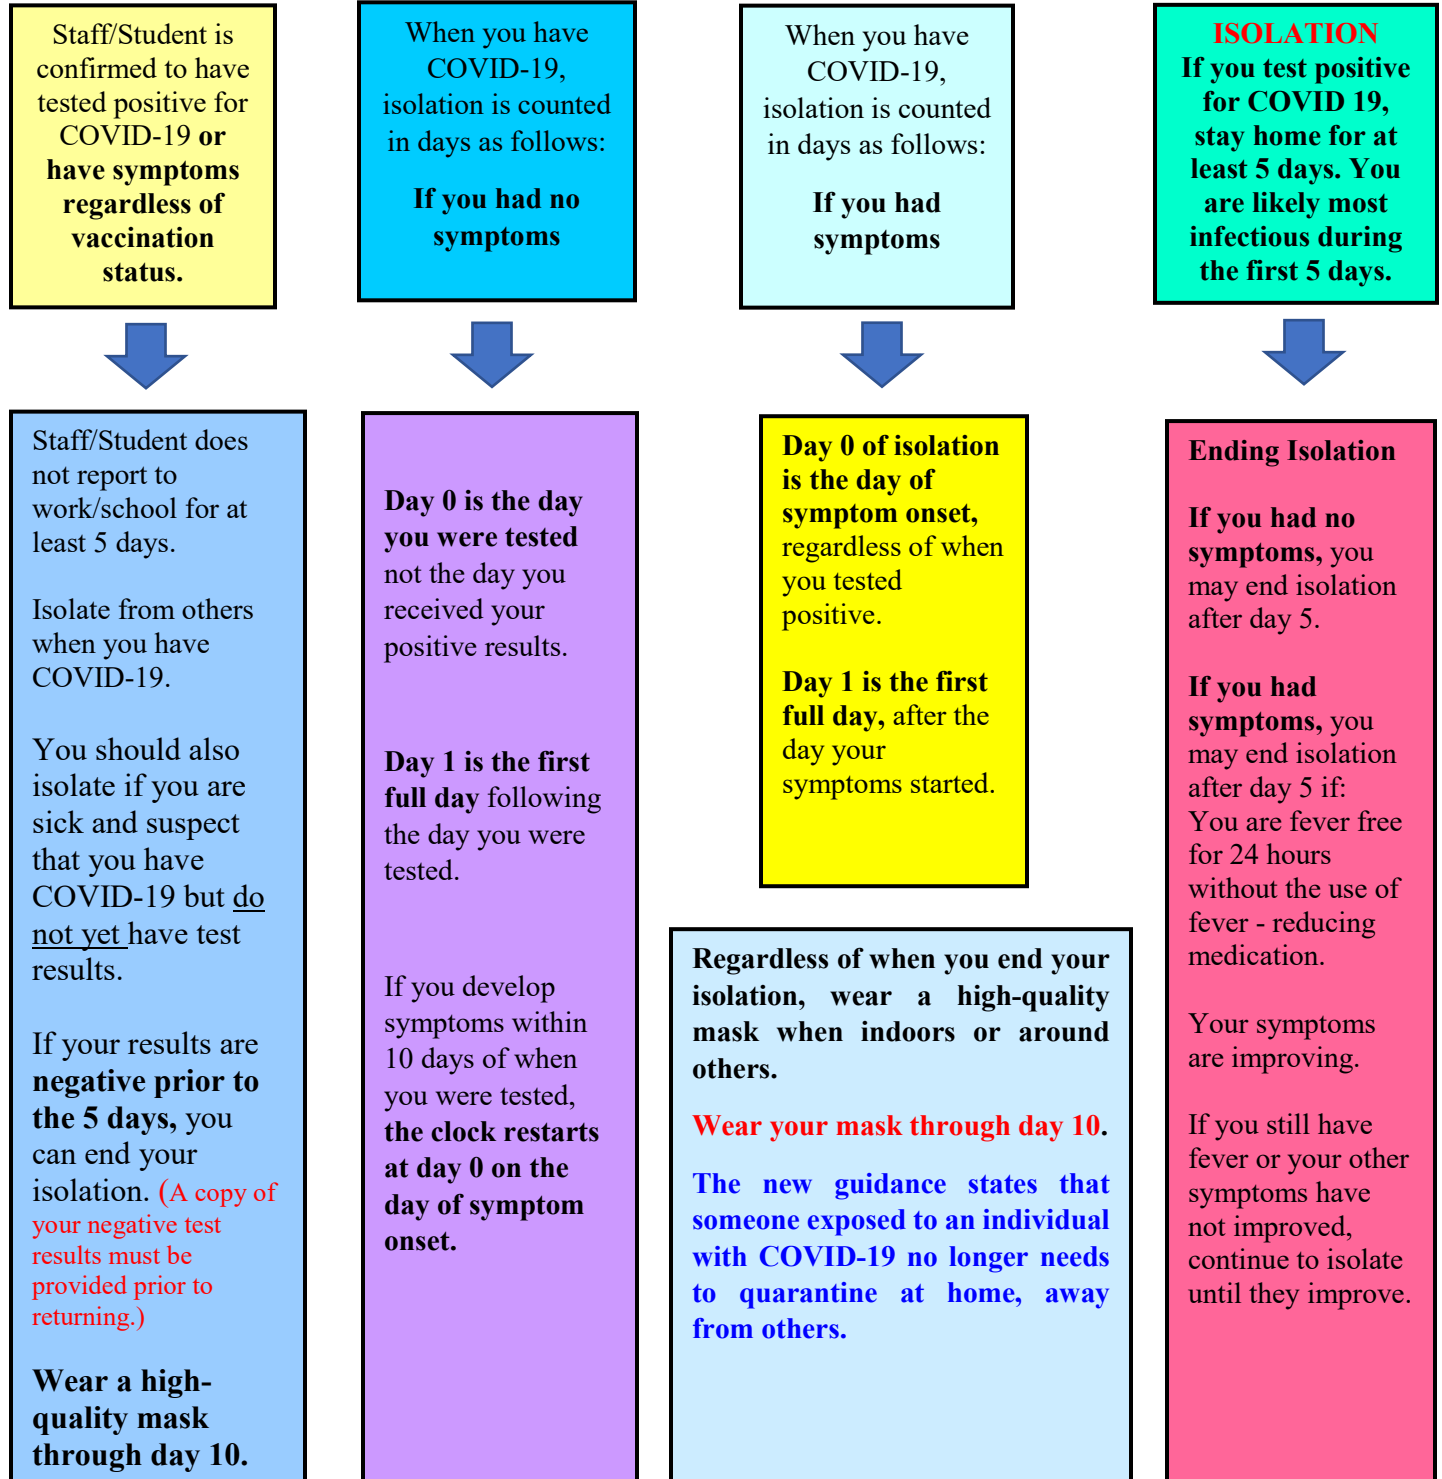 Staff/Student is
confirmed to have
tested positive for
COVID-19 or
have symptoms
regardless of
vaccination
status.
Staff/Student does
not report to
work/school for at
least 5 days.
Isolate from others
when you have
COVID-19.
You should also
isolate if you are
sick and suspect
that you have
COVID-19 but do
not yet have test
results.
If your results are
negative prior to
the 5 days, you
can end your
isolation. (A copy of
your negative test
results must be
provided prior to
returning.)
Wear a high-
quality mask
through day 10.
When you have
COVID-19,
isolation is counted
in days as follows:
If you had no
symptoms
Day 0 is the day
you were tested
not the day you
received your
positive results.
Day 1 is the first
full day following
the day you were
tested.
If you develop
symptoms within
10 days of when
you were tested,
the clock restarts
at day 0 on the
day of symptom
onset.
When you have
COVID-19,
isolation is counted
in days as follows:
If you had
symptoms
Day 0 of isolation
is the day of
symptom onset,
regardless of when
you tested
positive.
Day 1 is the first
full day, after the
day your
symptoms started.
Regardless of when you end your
isolation, wear a high-quality
mask when indoors or around
others.
Wear your mask through day 10.
The new guidance states that
someone exposed to an individual
with COVID-19 no longer needs
to quarantine at home, away
from others.
ISOLATION
If you test positive
for COVID 19,
stay home for at
least 5 days. You
are likely most
infectious during
the first 5 days.
Ending Isolation
If you had no
symptoms, you
may end isolation
after day 5.
If you had
symptoms, you
may end isolation
after day 5 if:
You are fever free
for 24 hours
without the use of
fever - reducing
medication.
Your symptoms
are improving.
If you still have
fever or your other
symptoms have
not improved,
continue to isolate
until they improve.